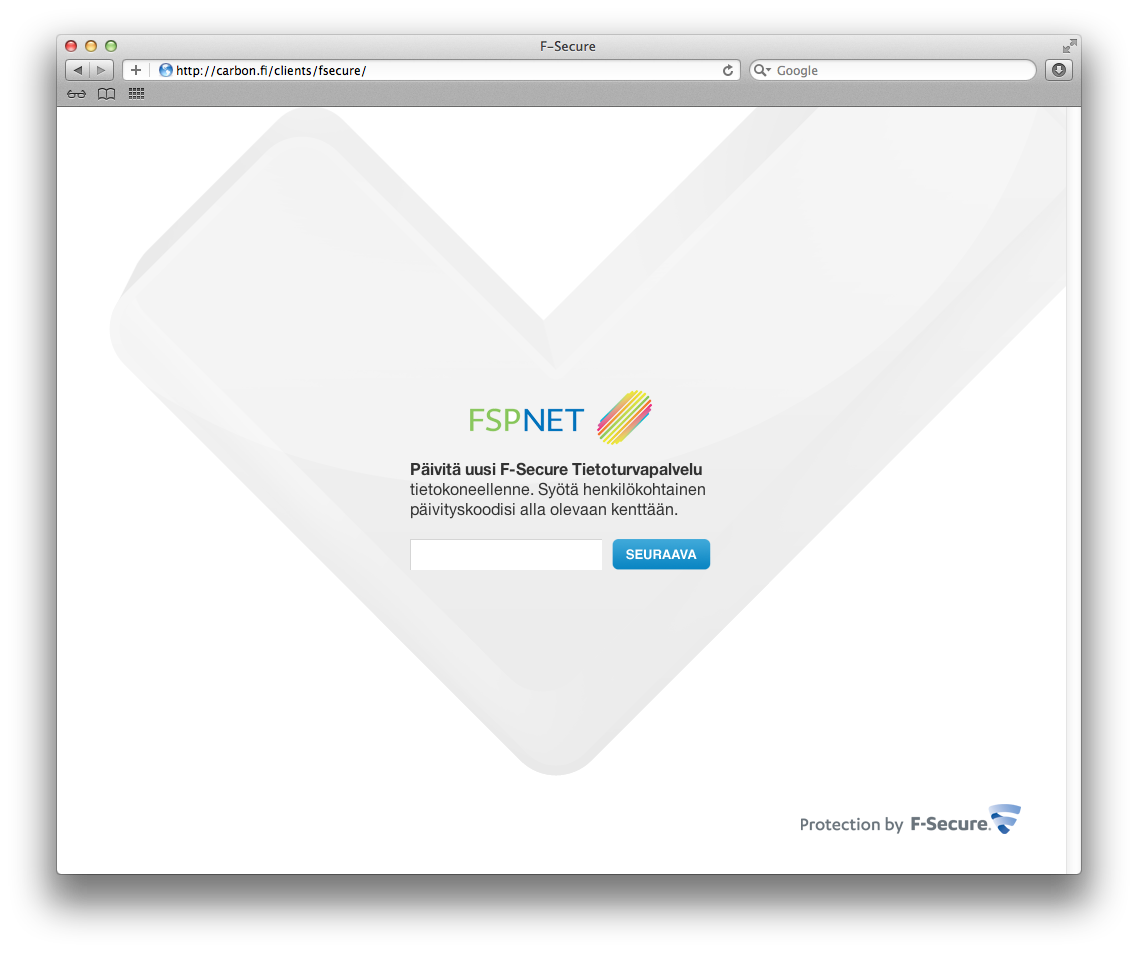 F-Secure
http://carbon.fi/clients/fsecure/
Google
FSPNET
Päivitä uusi F-Secure Tietoturvapalvelu
tietokoneellenne. Syötä henkilökohtainen
päivityskoodisi alla olevaan kenttään.
SEURAAVA
Protection by F-Secure.